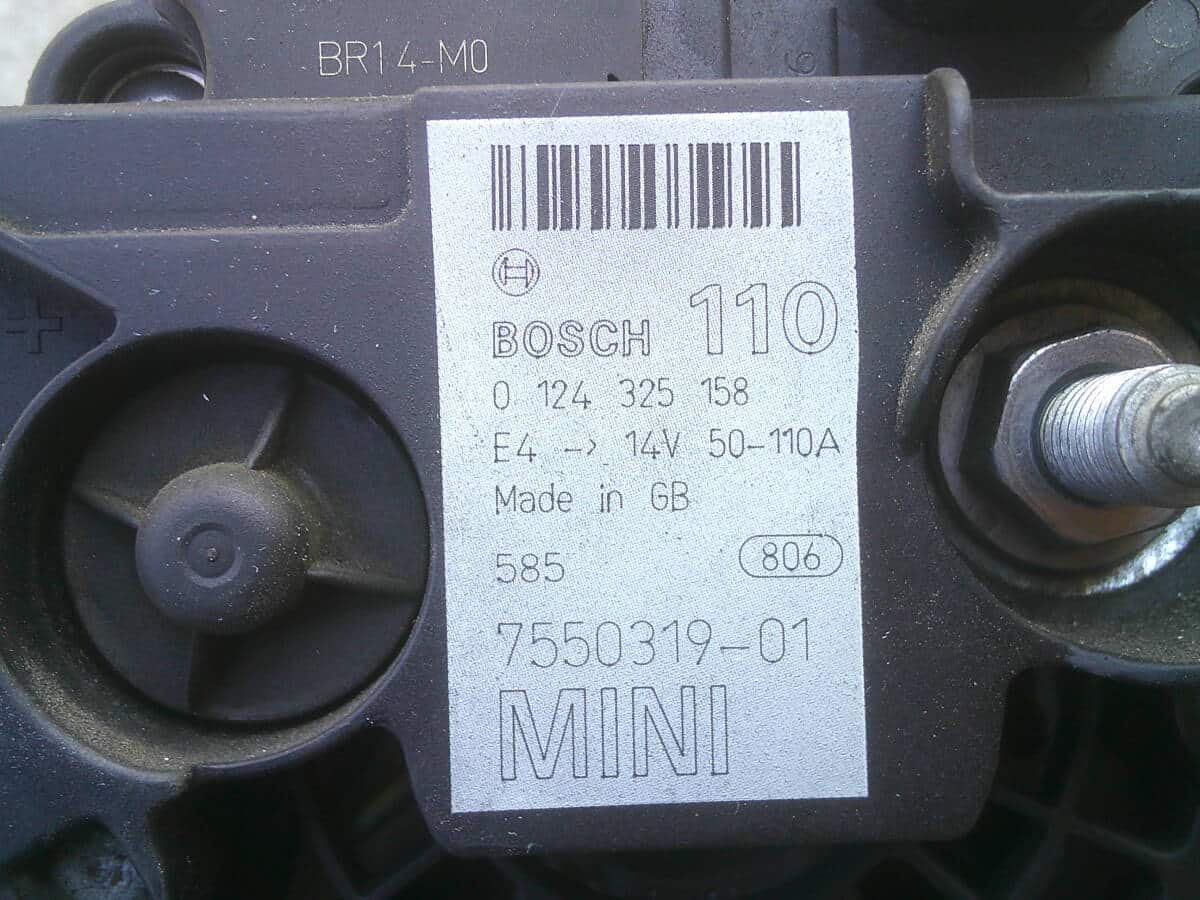 BR14-M0
9
+
BOSCH 110
0 124 325 158
E4 -> 14V 50-110A
Made in GB
585 806
7550319-01
MINI